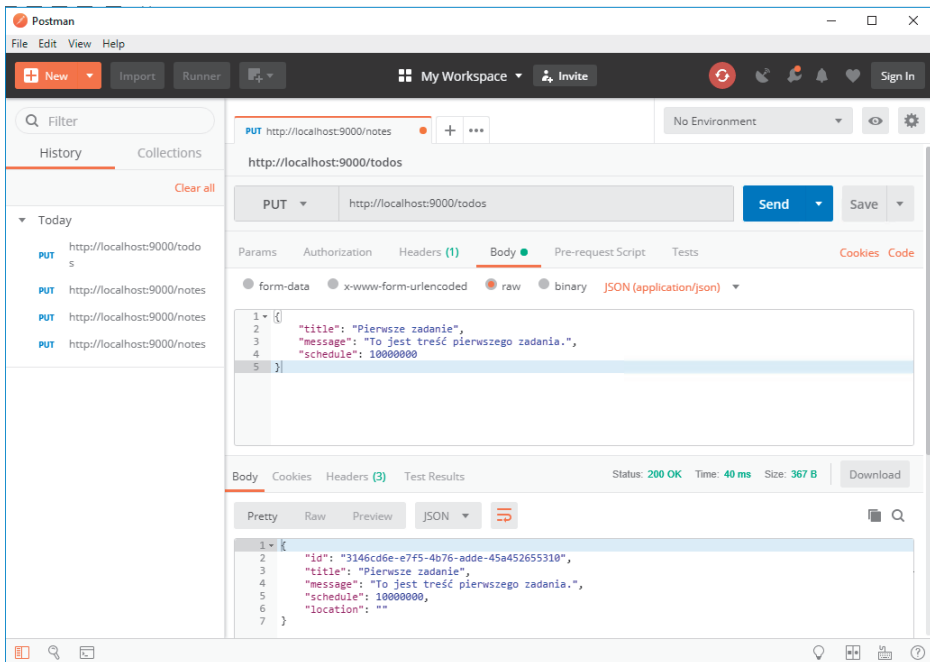 Postman
File Edit View Help
New Import Runner My Workspace Invite Sign In
Filter
History Collections
Clear all
Today
PUT http://localhost:9000/todo
s
PUT http://localhost:9000/notes
PUT http://localhost:9000/notes
PUT http://localhost:9000/notes
PUT http://localhost:9000/notes
No Environment
http://localhost:9000/todos
PUT http://localhost:9000/todos Send Save
Params Authorization Headers (1) Body Pre-request Script Tests Cookies Code
form-data x-www-form-urlencoded raw binary JSON (application/json)
1 {
2 "title": "Pierwsze zadanie",
3 "message": "To jest treść pierwszego zadania.",
4 "schedule": 10000000
5 }
Body Cookies Headers (3) Test Results Status: 200 OK Time: 40 ms Size: 367 B Download
Pretty Raw Preview JSON
1 {
2 "id": "3146cd6e-e7f5-4b76-adde-45a452655310",
3 "title": "Pierwsze zadanie",
4 "message": "To jest treść pierwszego zadania.",
5 "schedule": 10000000,
6 "location": ""
7 }